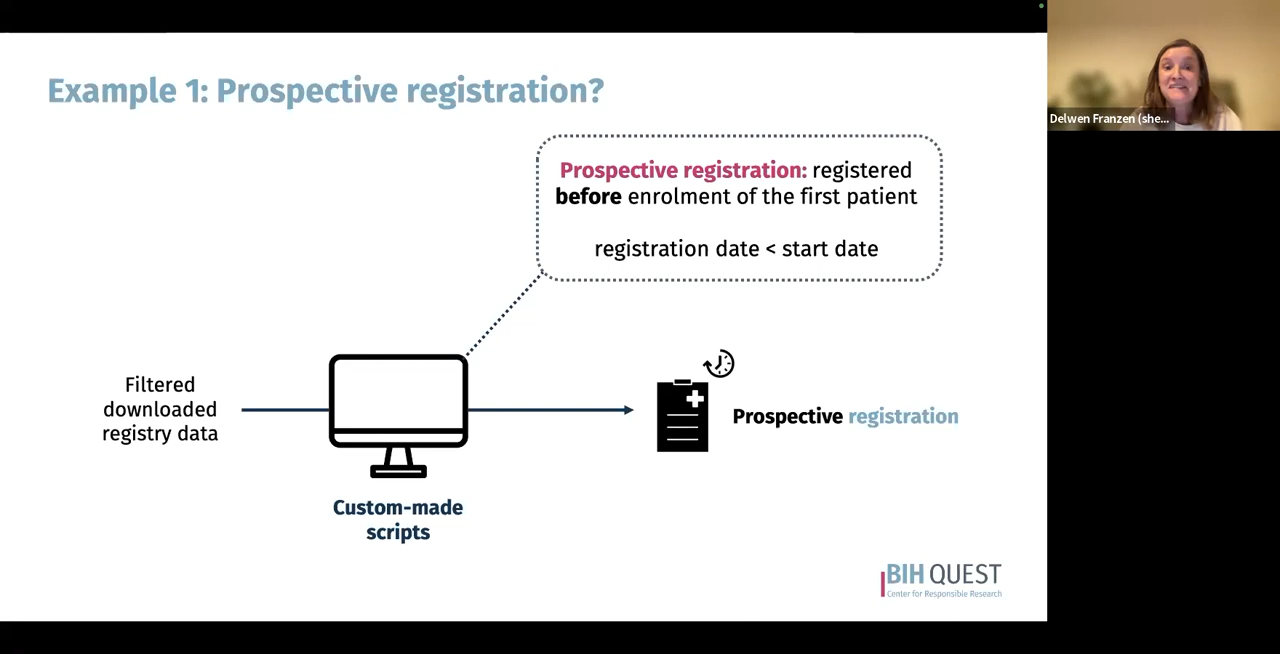 Example 1: Prospective registration?
Prospective registration: registered
before enrolment of the first patient
registration date < start date
Filtered
downloaded
registry data
Prospective registration
Custom-made
scripts
BIH QUEST
Center for Responsible Research
Delwen Franzen (she...